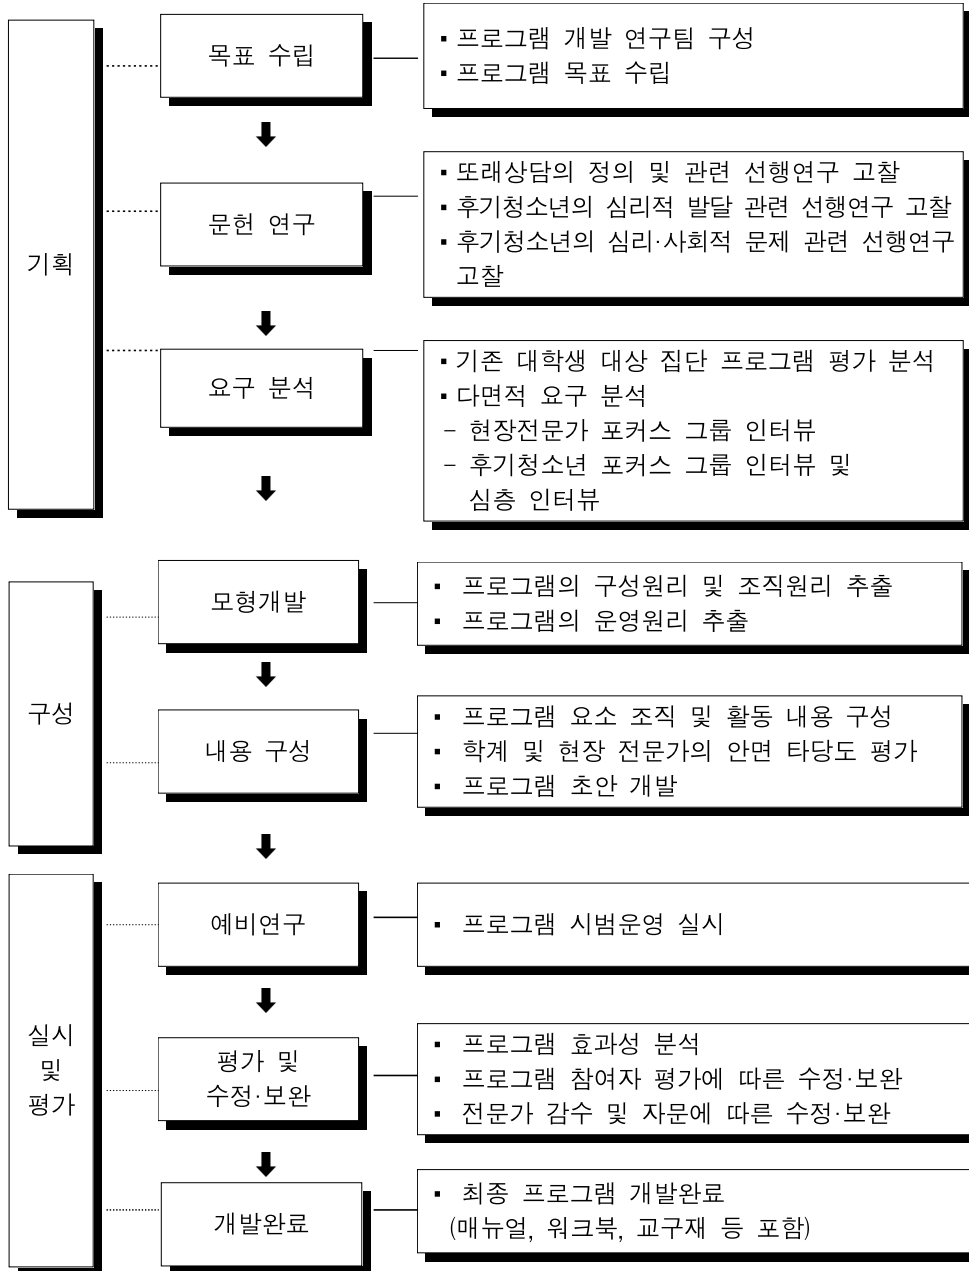 기획
목표 수립
▪ 프로그램 개발 연구팀 구성
▪ 프로그램 목표 수립
문헌 연구
▪ 또래상담의 정의 및 관련 선행연구 고찰
▪ 후기청소년의 심리적 발달 관련 선행연구 고찰
▪ 후기청소년의 심리·사회적 문제 관련 선행연구
고찰
요구 분석
▪ 기존 대학생 대상 집단 프로그램 평가 분석
▪ 다면적 요구 분석
– 현장전문가 포커스 그룹 인터뷰
– 후기청소년 포커스 그룹 인터뷰 및
심층 인터뷰
구성
모형개발
▪ 프로그램의 구성원리 및 조직원리 추출
▪ 프로그램의 운영원리 추출
내용 구성
▪ 프로그램 요소 조직 및 활동 내용 구성
▪ 학계 및 현장 전문가의 안면 타당도 평가
▪ 프로그램 초안 개발
실시
및
평가
예비연구
▪ 프로그램 시범운영 실시
평가 및
수정·보완
▪ 프로그램 효과성 분석
▪ 프로그램 참여자 평가에 따른 수정·보완
▪ 전문가 감수 및 자문에 따른 수정·보완
개발완료
▪ 최종 프로그램 개발완료
(매뉴얼, 워크북, 교구재 등 포함)